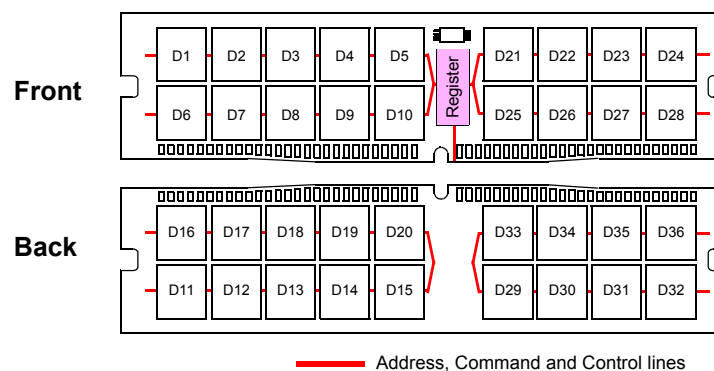 D1 D2 D3 D4 D5 D21 D22 D23 D24
Front
Register
D6 D7 D8 D9 D10 D25 D26 D27 D28
D16 D17 D18 D19 D20 D33 D34 D35 D36
Back
D11 D12 D13 D14 D15 D29 D30 D31 D32
Address, Command and Control lines